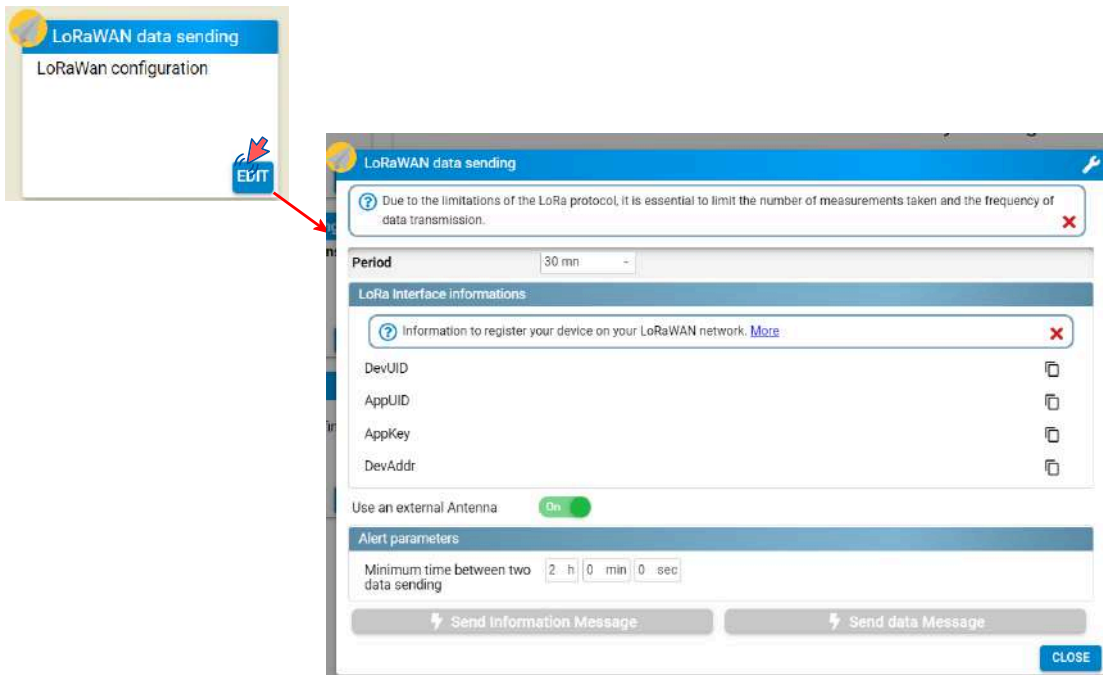 LoRaWAN data sending
LoRaWan configuration
EDIT
LoRaWAN data sending
Due to the limitations of the LoRa protocol, it is essential to limit the number of measurements taken and the frequency of
data transmission.
Period
30 mn
LoRa Interface informations
Information to register your device on your LoRaWAN network. More
DevUID
AppUID
AppKey
DevAddr
Use an external Antenna
On
Alert parameters
Minimum time between two
data sending
2 h 0 min 0 sec
Send Information Message
Send data Message
CLOSE